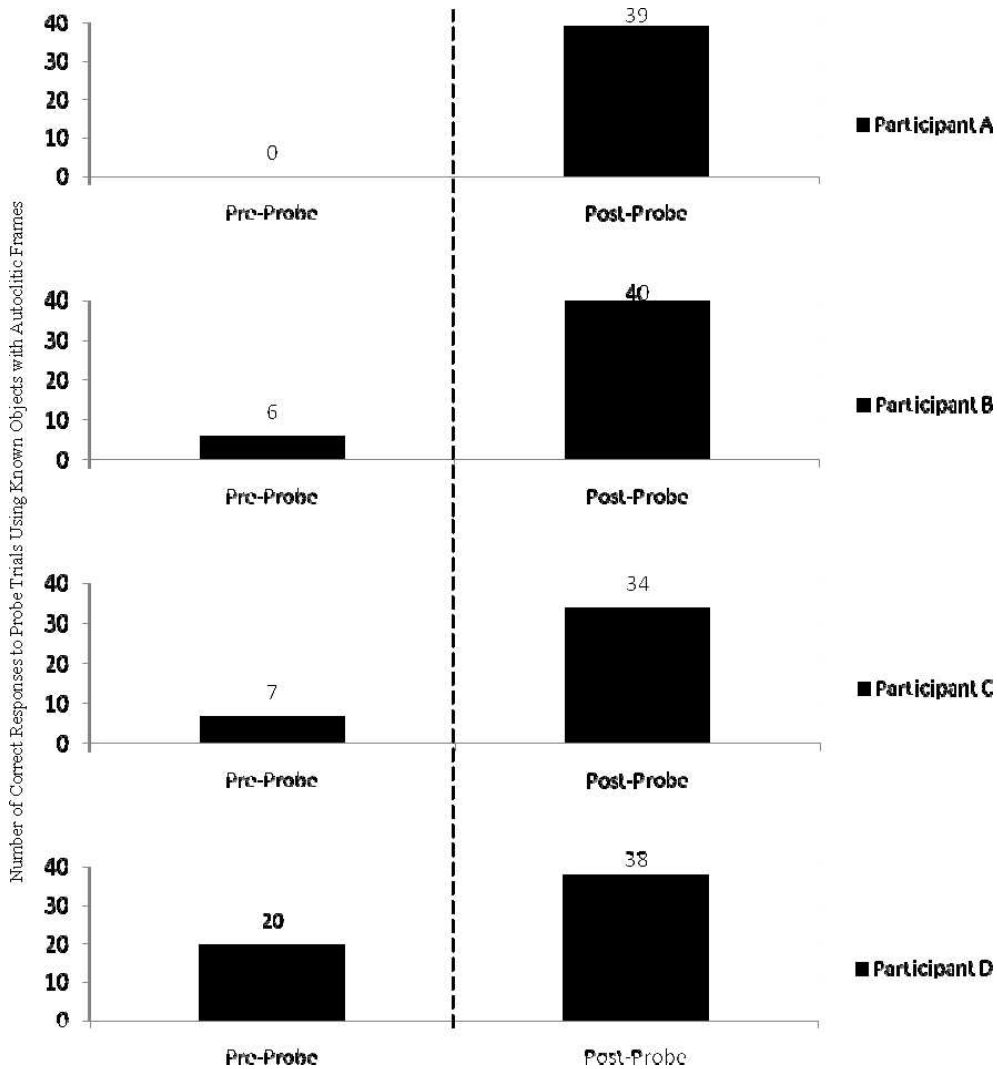 Number of Correct Responses to Probe Trials Using Known Objects with Autoclitic Frames
40
30
20
10
0
0
39
Pre-Probe
Post-Probe
Participant A
40
30
20
10
0
6
40
Pre-Probe
Post-Probe
Participant B
40
30
20
10
0
7
34
Pre-Probe
Post-Probe
Participant C
40
30
20
10
0
20
38
Pre-Probe
Post-Probe
Participant D